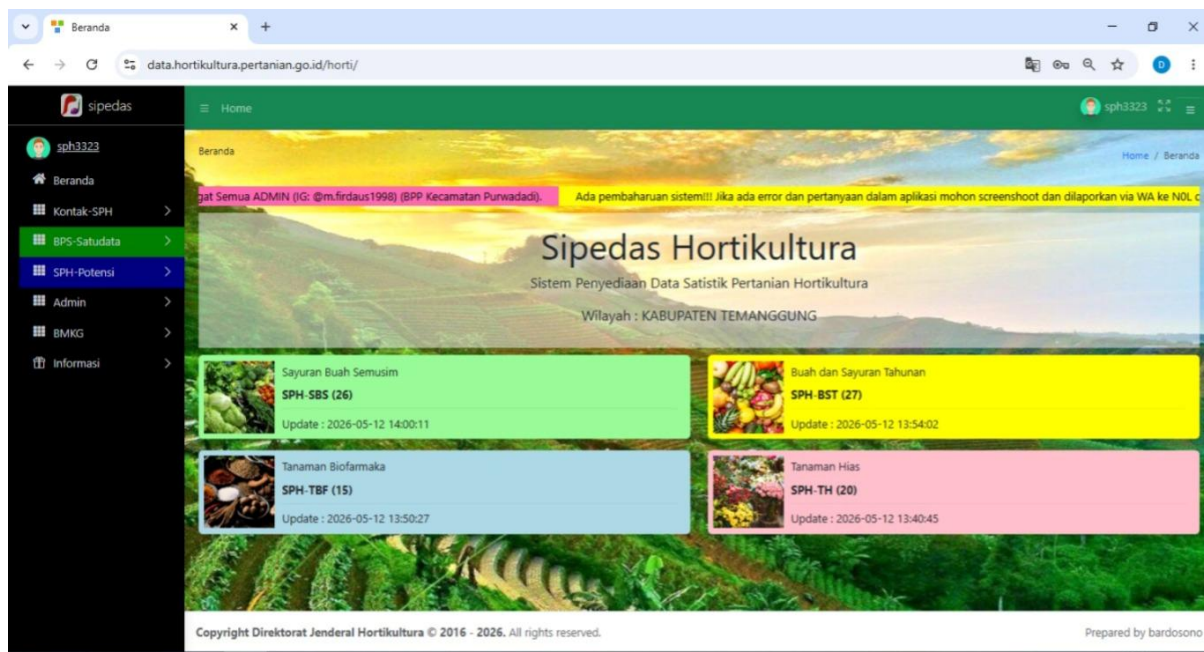 Beranda
data.hortikultura.pertanian.go.id/horti/
D
sipedas
Home
sph3323
sph3323
Beranda
Kontak-SPH
BPS-Satudata
SPH-Potensi
Admin
BMKG
Informasi
Beranda
Home / Beranda
gat Semua ADMIN (IG: @m.firdaus1998) (BPP Kecamatan Purwadadi).
Ada pembaharuan sistem!!! Jika ada error dan pertanyaan dalam aplikasi mohon screenshoot dan dilaporkan via WA ke
Sipedas Hortikultura
Sistem Penyediaan Data Satistik Pertanian Hortikultura
Wilayah : KABUPATEN TEMANGGUNG
Sayuran Buah Semusim
SPH-SBS (26)
Update : 2026-05-12 14:00:11
Buah dan Sayuran Tahunan
SPH-BST (27)
Update : 2026-05-12 13:54:02
Tanaman Biofarmaka
SPH-TBF (15)
Update : 2026-05-12 13:50:27
Tanaman Hias
SPH-TH (20)
Update : 2026-05-12 13:40:45
Copyright Direktorat Jenderal Hortikultura © 2016 - 2026. All rights reserved.
Prepared by bardosono